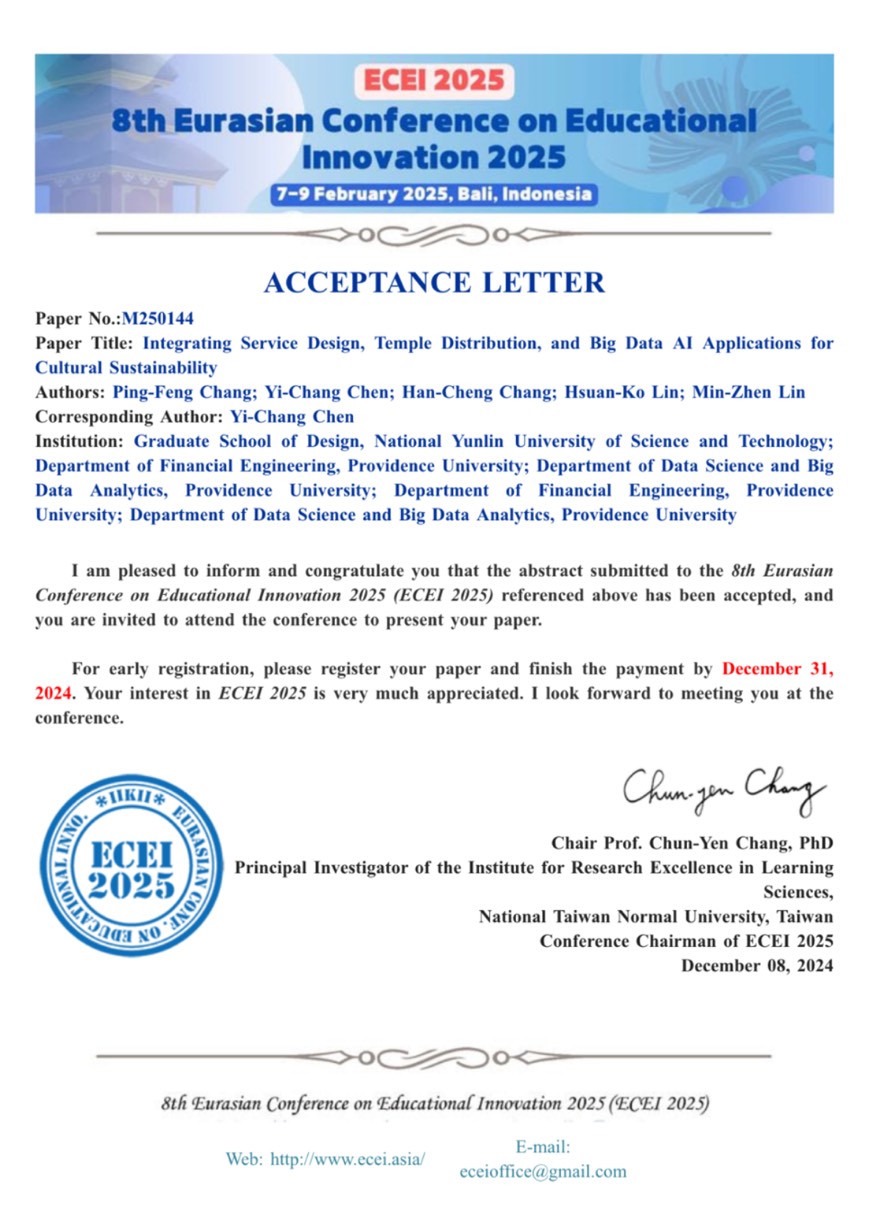 ECEI 2025
8th Eurasian Conference on Educational
Innovation 2025
7-9 February 2025, Bali, Indonesia
ACCEPTANCE LETTER
Paper No.:M250144
Paper Title: Integrating Service Design, Temple Distribution, and Big Data AI Applications for
Cultural Sustainability
Authors: Ping-Feng Chang; Yi-Chang Chen; Han-Cheng Chang; Hsuan-Ko Lin; Min-Zhen Lin
Corresponding Author: Yi-Chang Chen
Institution: Graduate School of Design, National Yunlin University of Science and Technology;
Department of Financial Engineering, Providence University; Department of Data Science and Big
Data Analytics, Providence University; Department of Financial Engineering, Providence
University; Department of Data Science and Big Data Analytics, Providence University
I am pleased to inform and congratulate you that the abstract submitted to the 8th Eurasian
Conference on Educational Innovation 2025 (ECEI 2025) referenced above has been accepted, and
you are invited to attend the conference to present your paper.
For early registration, please register your paper and finish the payment by December 31,
2024. Your interest in ECEI 2025 is very much appreciated. I look forward to meeting you at the
conference.
*IIKII* EURASIAN CONF. ON EDUCATIONAL INNO.
ECEI
2025
Chun-yen Chang
Chair Prof. Chun-Yen Chang, PhD
Principal Investigator of the Institute for Research Excellence in Learning
Sciences,
National Taiwan Normal University, Taiwan
Conference Chairman of ECEI 2025
December 08, 2024
8th Eurasian Conference on Educational Innovation 2025 (ECEI 2025)
Web: http://www.ecei.asia/
E-mail:
eceioffice@gmail.com